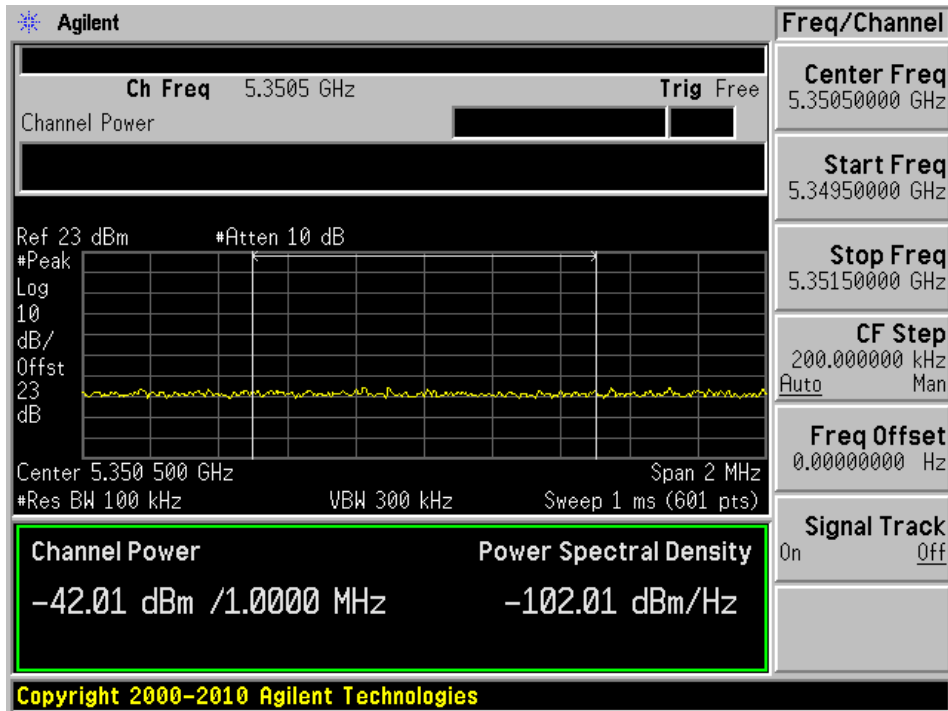 Agilent
Freq/Channel
Ch Freq 5.3505 GHz Trig Free
Channel Power
Center Freq
5.35050000 GHz
Start Freq
5.34950000 GHz
Stop Freq
5.35150000 GHz
CF Step
200.000000 kHz
Auto Man
Freq Offset
0.00000000 Hz
Signal Track
On Off
Ref 23 dBm #Atten 10 dB
#Peak
Log
10
dB/
Offst
23
dB
Center 5.350 500 GHz Span 2 MHz
#Res BW 100 kHz VBW 300 kHz Sweep 1 ms (601 pts)
Channel Power Power Spectral Density
-42.01 dBm /1.0000 MHz -102.01 dBm/Hz
Copyright 2000-2010 Agilent Technologies